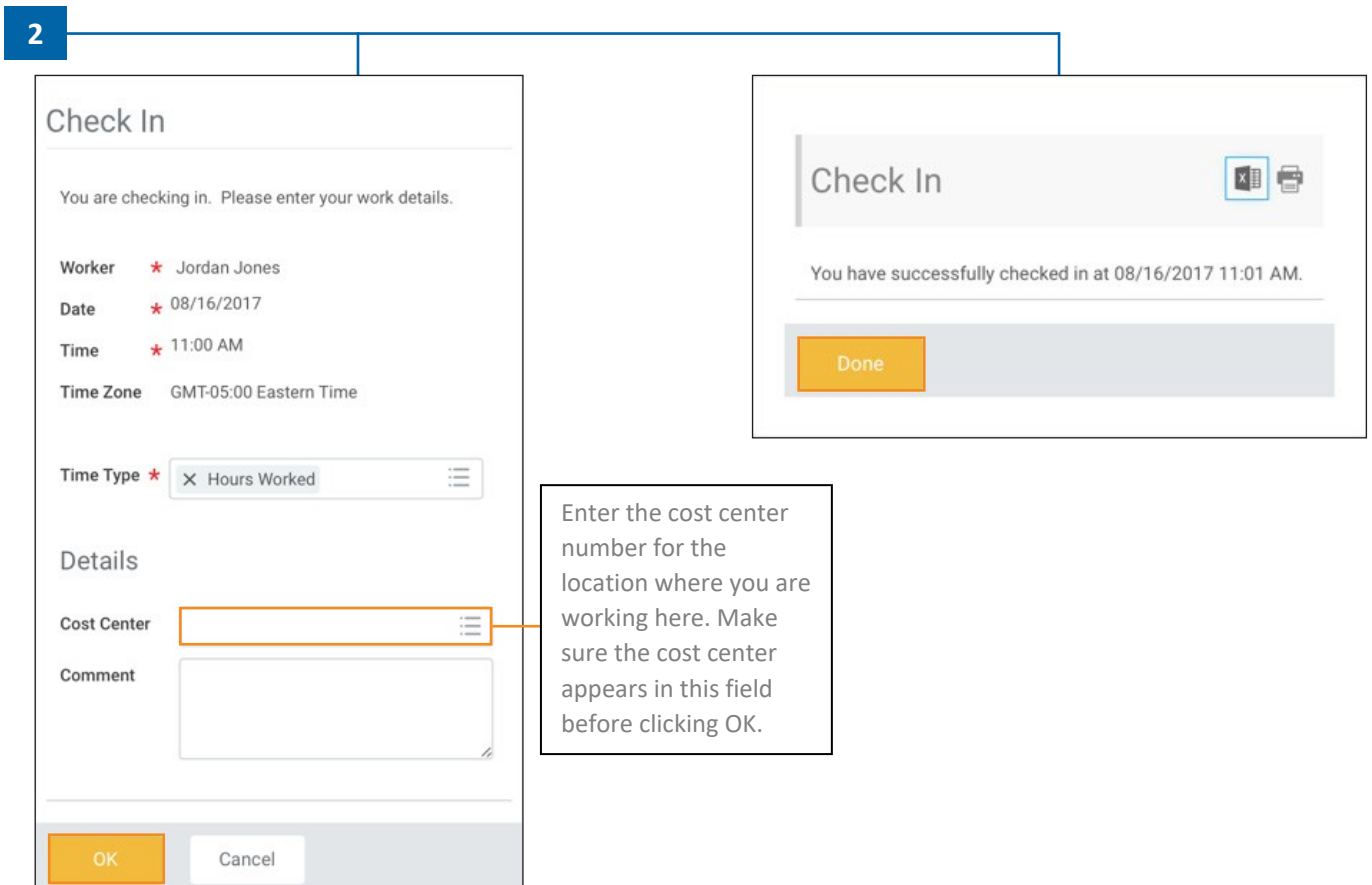 2
Check In
You are checking in. Please enter your work details.
Worker * Jordan Jones
Date * 08/16/2017
Time * 11:00 AM
Time Zone GMT-05:00 Eastern Time
Time Type * × Hours Worked
Details
Cost Center
Comment
OK Cancel
Enter the cost center
number for the
location where you are
working here. Make
sure the cost center
appears in this field
before clicking OK.
Check In
You have successfully checked in at 08/16/2017 11:01 AM.
Done